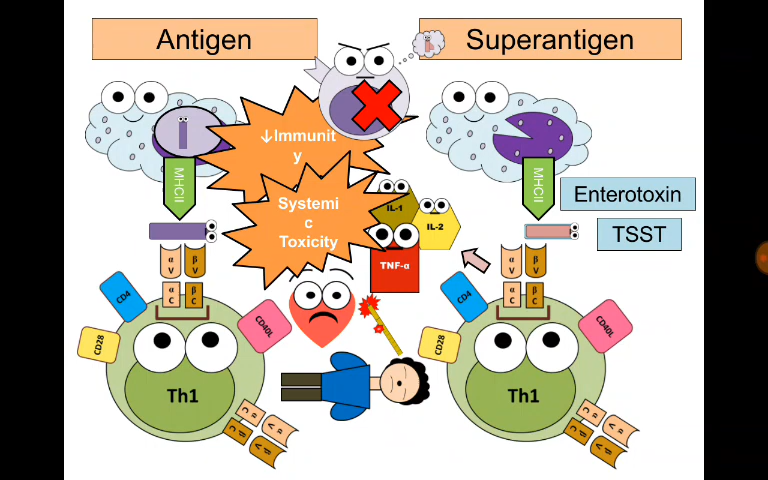 Antigen
Superantigen
↓Immunit
y
Systemi
c
Toxicity
IL-1
IL-2
TNF-α
MHCII
MHCII
Enterotoxin
TSST
α V
β V
α C
β C
CD4
CD28
CD40L
Th1
α C
α V
β C
β V
α V
β V
α C
β C
CD4
CD28
CD40L
Th1
α C
α V
β C
β V